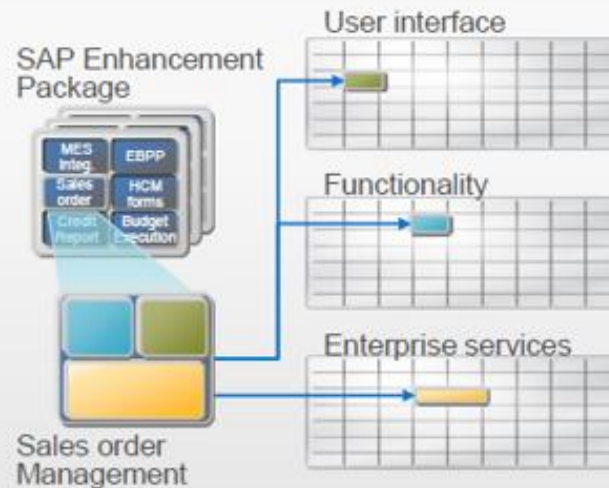 User interface
SAP Enhancement
Package
MES
Integ.
EBPP
Sales
order
HCM
forms
Credit
Report
Budget
Execution
Functionality
Enterprise services
Sales order
Management